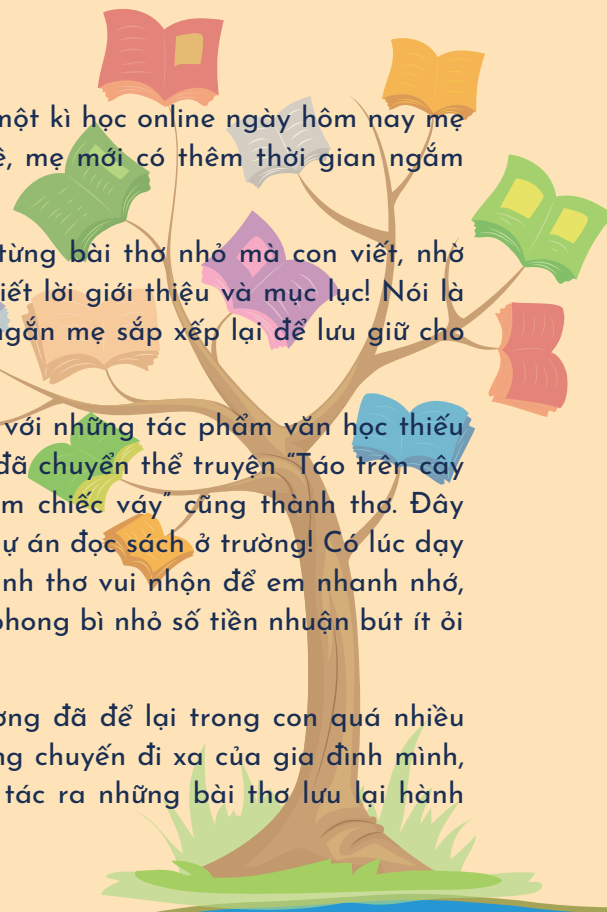 một kì học online ngày hôm nay mẹ
mẹ mới có thêm thời gian ngắm
từng bài thơ nhỏ mà con viết, nhờ
iết lời giới thiệu và mục lục! Nói là
ngắn mẹ sắp xếp lại để lưu giữ cho
với những tác phẩm văn học thiếu
đã chuyển thể truyện “Táo trên cây
m chiếc váy” cũng thành thơ. Đây
ự án đọc sách ở trường! Có lúc dạy
nh thơ vui nhộn để em nhanh nhớ,
phong bì nhỏ số tiền nhuận bút ít ỏi
ơng đã để lại trong con quá nhiều
ng chuyến đi xa của gia đình mình,
tác ra những bài thơ lưu lại hành